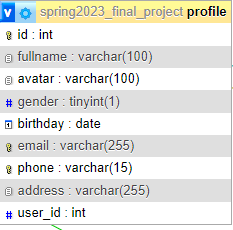 v spring2023_final_project profile
id : int
fullname : varchar(100)
avatar : varchar(100)
# gender : tinyint(1)
birthday : date
email : varchar(255)
phone : varchar(15)
address : varchar(255)
# user_id : int